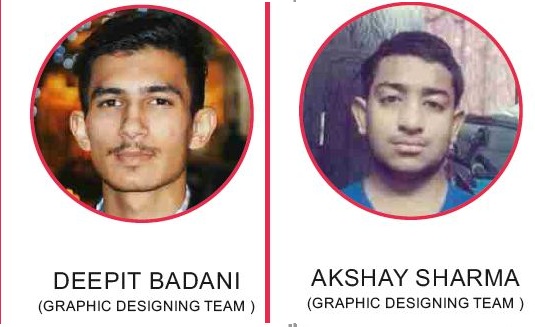 DEEPIT BADANI
(GRAPHIC DESIGNING TEAM )
AKSHAY SHARMA
(GRAPHIC DESIGNING TEAM )